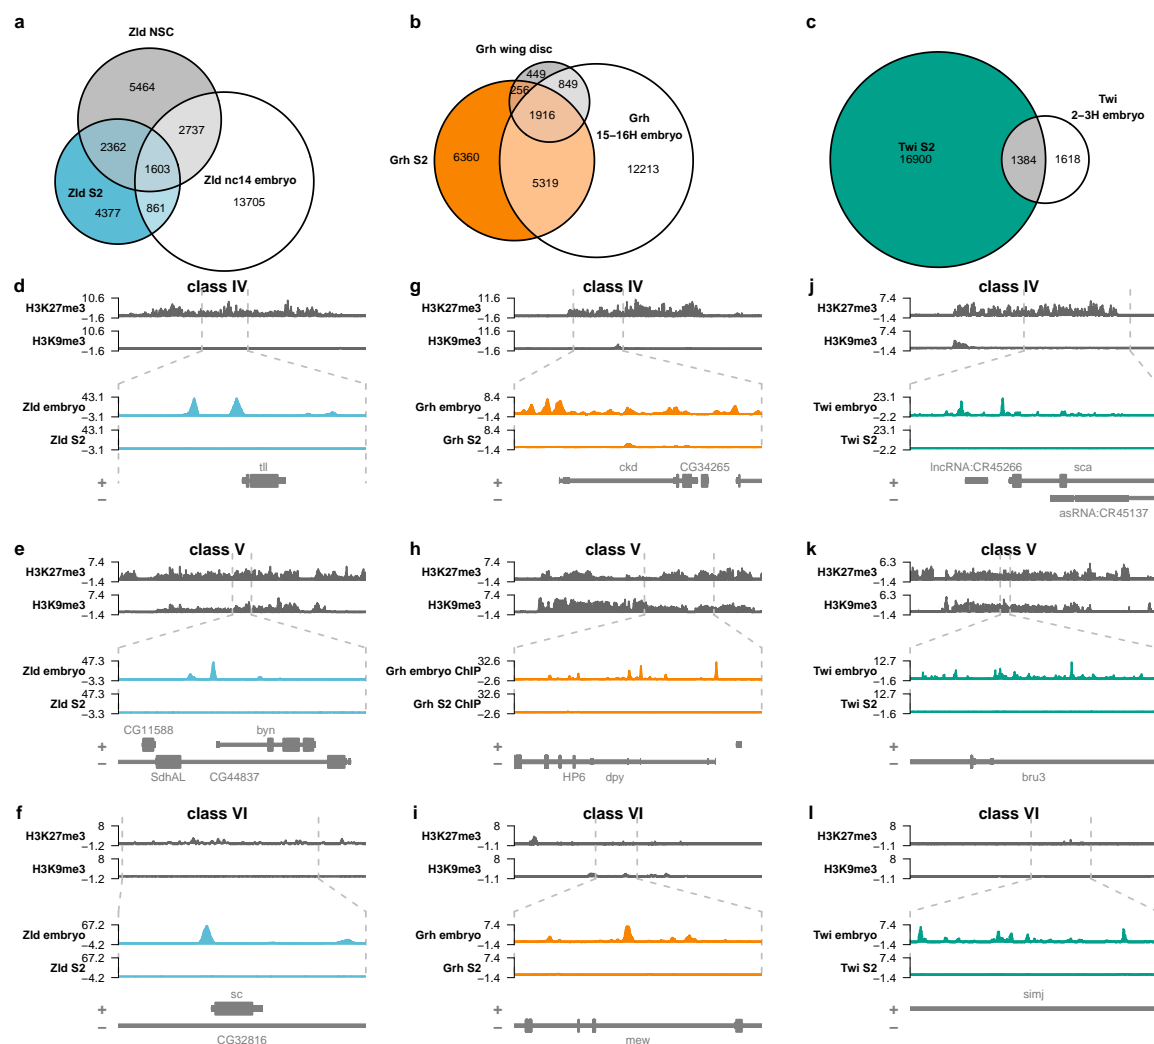 a
Zld NSC
5464
2737
2362
1603
Zld S2
4377
861
Zld nc14 embryo
13705
b
Grh wing disc
449
256
849
1916
Grh
15−16H embryo
Grh S2
6360
12213
5319
c
Twi
2−3H embryo
Twi S2
16900
1384
1618
d
class IV
10.6
H3K27me3
−1.6
10.6
H3K9me3
−1.6
43.1
Zld embryo
−3.1
43.1
Zld S2
−3.1
tll
+
−
g
class IV
11.6
H3K27me3
−1.6
11.6
H3K9me3
−1.6
8.4
Grh embryo
−1.4
8.4
Grh S2
−1.4
ckd
CG34265
+
−
j
class IV
7.4
H3K27me3
−1.4
7.4
H3K9me3
−1.4
23.1
Twi embryo
−2.2
23.1
Twi S2
−2.2
lncRNA:CR45266
sca
+
−
asRNA:CR45137
e
class V
7.4
H3K27me3
−1.4
7.4
H3K9me3
−1.4
47.3
Zld embryo
−3.3
47.3
Zld S2
−3.3
CG11588
byn
+
−
SdhAL
CG44837
h
class V
7.4
H3K27me3
−1.4
7.4
H3K9me3
−1.4
32.6
Grh embryo ChIP
−2.6
32.6
Grh S2 ChIP
−2.6
+
−
HP6
dpy
k
class V
6.3
H3K27me3
−1.4
6.3
H3K9me3
−1.4
12.7
Twi embryo
−1.6
12.7
Twi S2
−1.6
+
−
bru3
f
class VI
8
H3K27me3
−1.2
8
H3K9me3
−1.2
67.2
Zld embryo
−4.2
67.2
Zld S2
−4.2
sc
+
−
CG32816
i
class VI
8
H3K27me3
−1.1
8
H3K9me3
−1.1
7.4
Grh embryo
−1.4
7.4
Grh S2
−1.4
+
−
mew
l
class VI
8
H3K27me3
−1.1
8
H3K9me3
−1.1
7.4
Twi embryo
−1.4
7.4
Twi S2
−1.4
simj
+
−